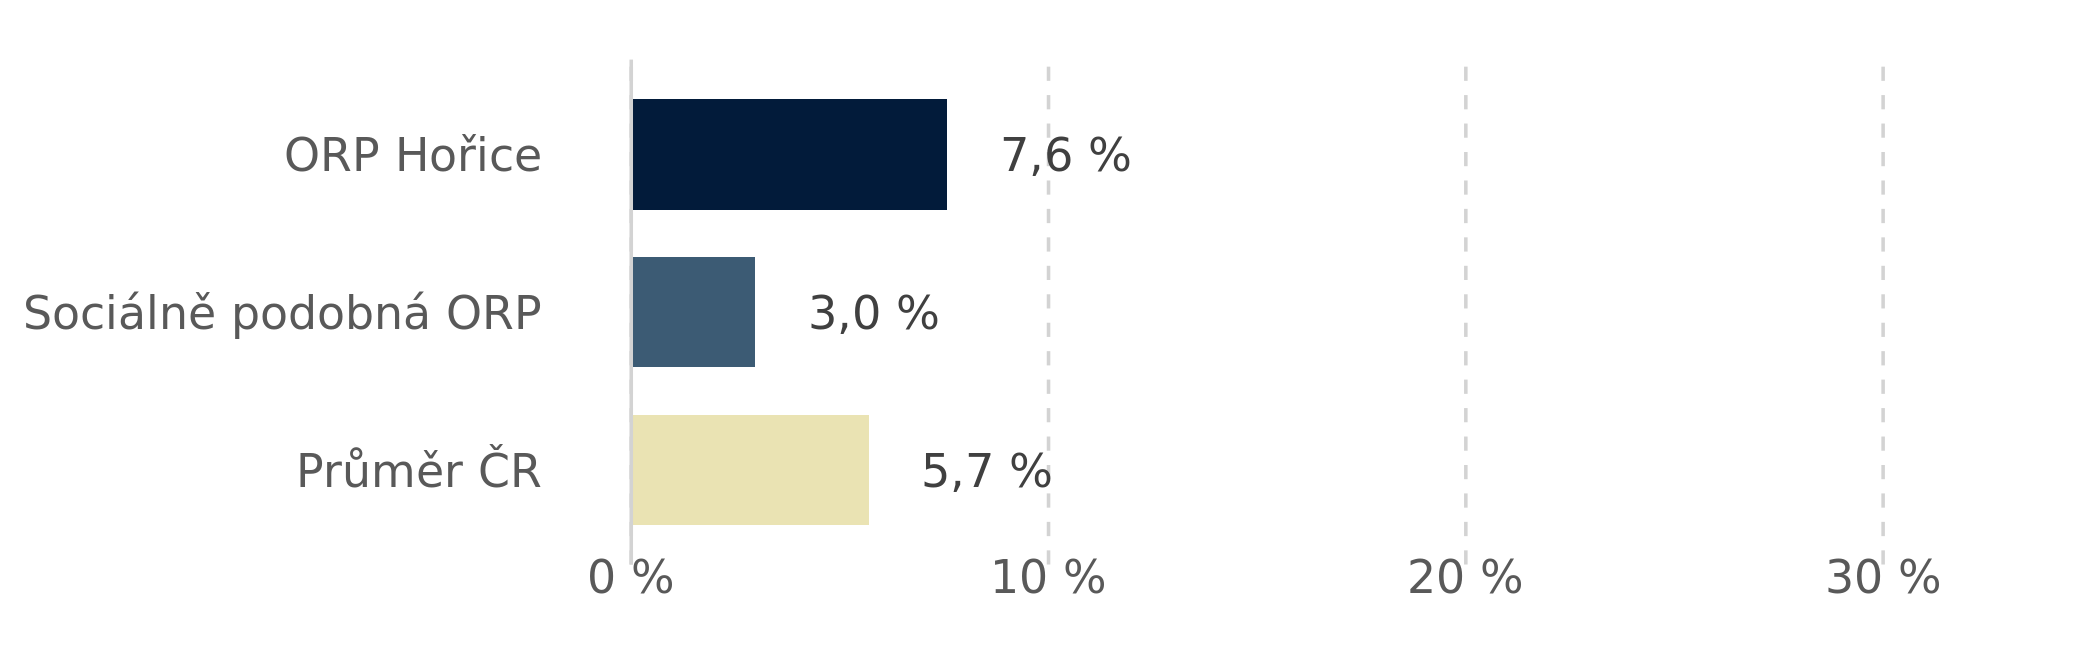 ORP Hořice 7,6 %
Sociálně podobná ORP 3,0 %
Průměr ČR 5,7 %
0 % 10 % 20 % 30 %